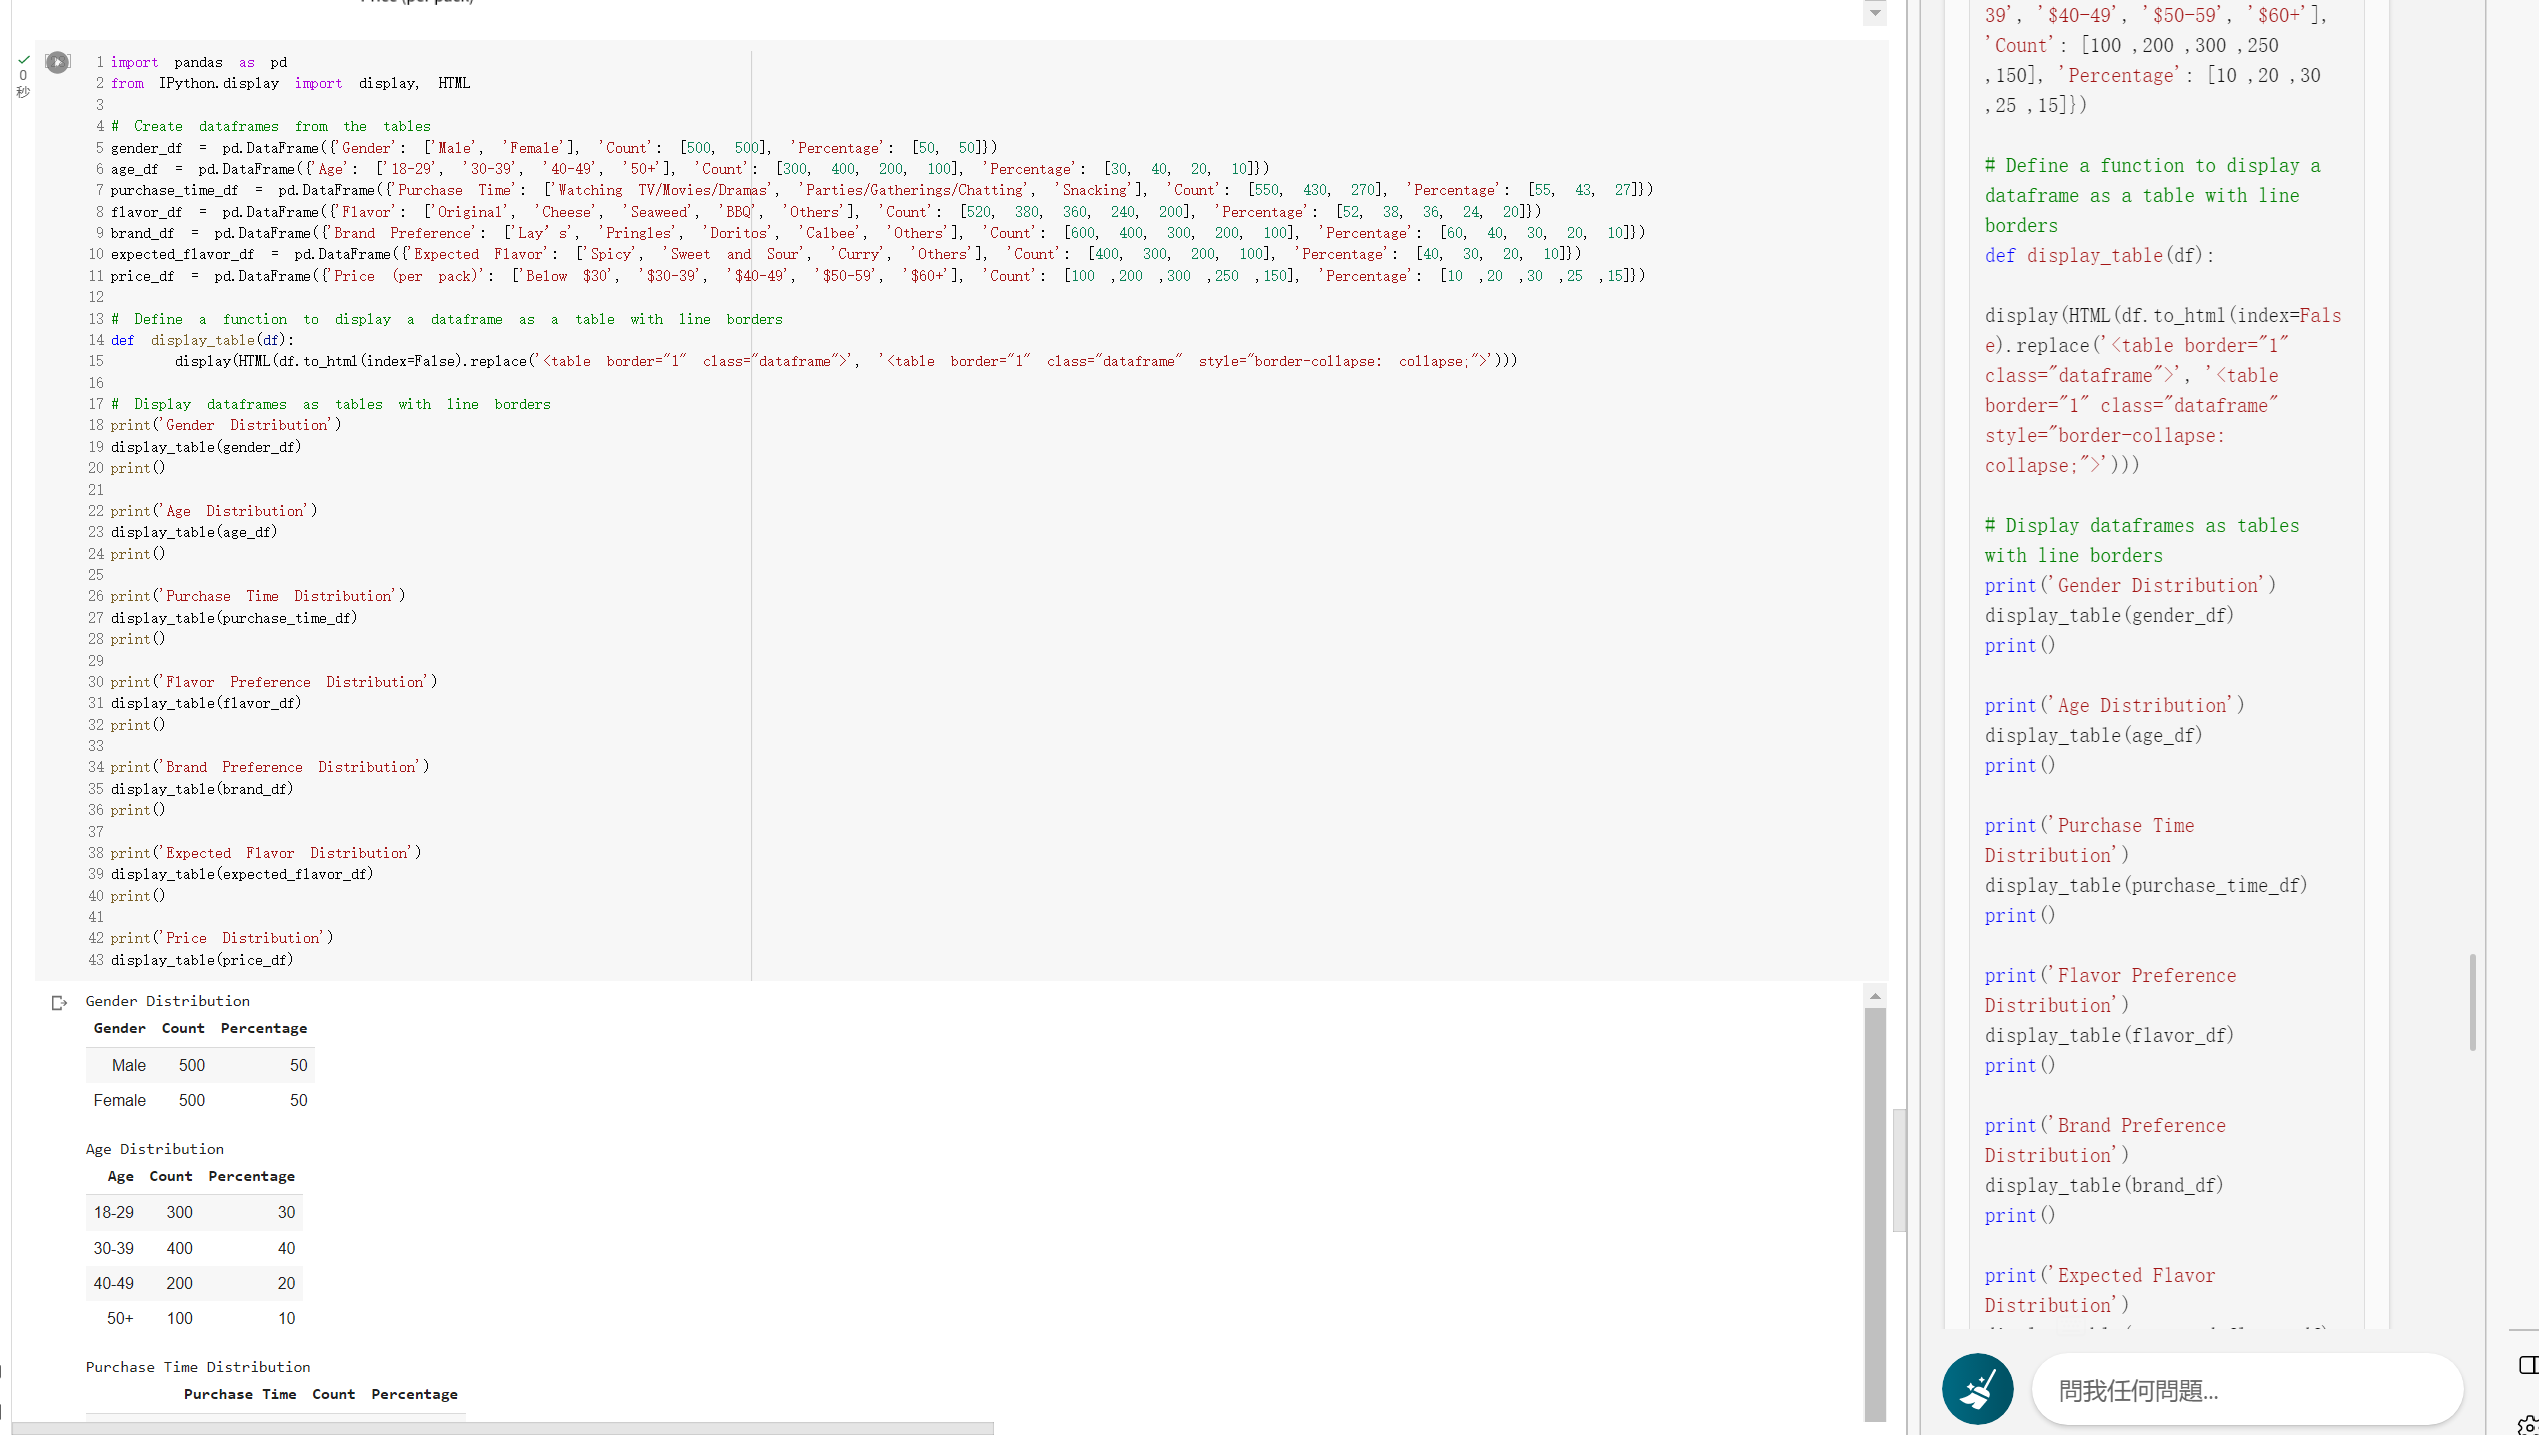 Price (per pack)
0
秒
1 import pandas as pd
2 from IPython.display import display, HTML
3
4 # Create dataframes from the tables
5 gender_df = pd.DataFrame({'Gender': ['Male', 'Female'], 'Count': [500, 500], 'Percentage': [50, 50]})
6 age_df = pd.DataFrame({'Age': ['18-29', '30-39', '40-49', '50+'], 'Count': [300, 400, 200, 100], 'Percentage': [30, 40, 20, 10]})
7 purchase_time_df = pd.DataFrame({'Purchase Time': ['Watching TV/Movies/Dramas', 'Parties/Gatherings/Chatting', 'Snacking'], 'Count': [550, 430, 270], 'Percentage': [55, 43, 27]})
8 flavor_df = pd.DataFrame({'Flavor': ['Original', 'Cheese', 'Seaweed', 'BBQ', 'Others'], 'Count': [520, 380, 360, 240, 200], 'Percentage': [52, 38, 36, 24, 20]})
9 brand_df = pd.DataFrame({'Brand Preference': ['Lay’s', 'Pringles', 'Doritos', 'Calbee', 'Others'], 'Count': [600, 400, 300, 200, 100], 'Percentage': [60, 40, 30, 20, 10]})
10 expected_flavor_df = pd.DataFrame({'Expected Flavor': ['Spicy', 'Sweet and Sour', 'Curry', 'Others'], 'Count': [400, 300, 200, 100], 'Percentage': [40, 30, 20, 10]})
11 price_df = pd.DataFrame({'Price (per pack)': ['Below $30', '$30-39', '$40-49', '$50-59', '$60+'], 'Count': [100 ,200 ,300 ,250 ,150], 'Percentage': [10 ,20 ,30 ,25 ,15]})
12
13 # Define a function to display a dataframe as a table with line borders
14 def display_table(df):
15     display(HTML(df.to_html(index=False).replace('<table border="1" class="dataframe">', '<table border="1" class="dataframe" style="border-collapse: collapse;">')))
16
17 # Display dataframes as tables with line borders
18 print('Gender Distribution')
19 display_table(gender_df)
20 print()
21
22 print('Age Distribution')
23 display_table(age_df)
24 print()
25
26 print('Purchase Time Distribution')
27 display_table(purchase_time_df)
28 print()
29
30 print('Flavor Preference Distribution')
31 display_table(flavor_df)
32 print()
33
34 print('Brand Preference Distribution')
35 display_table(brand_df)
36 print()
37
38 print('Expected Flavor Distribution')
39 display_table(expected_flavor_df)
40 print()
41
42 print('Price Distribution')
43 display_table(price_df)
Gender Distribution
Gender Count Percentage
Male 500 50
Female 500 50
Age Distribution
Age Count Percentage
18-29 300 30
30-39 400 40
40-49 200 20
50+ 100 10
Purchase Time Distribution
Purchase Time Count Percentage
39', '$40-49', '$50-59', '$60+'],
'Count': [100 ,200 ,300 ,250
,150], 'Percentage': [10 ,20 ,30
,25 ,15]})
# Define a function to display a
dataframe as a table with line
borders
def display_table(df):
display(HTML(df.to_html(index=Fals
e).replace('<table border="1"
class="dataframe">', '<table
border="1" class="dataframe"
style="border-collapse:
collapse;">')))
# Display dataframes as tables
with line borders
print('Gender Distribution')
display_table(gender_df)
print()
print('Age Distribution')
display_table(age_df)
print()
print('Purchase Time
Distribution')
display_table(purchase_time_df)
print()
print('Flavor Preference
Distribution')
display_table(flavor_df)
print()
print('Brand Preference
Distribution')
display_table(brand_df)
print()
print('Expected Flavor
Distribution')
問我任何問題...